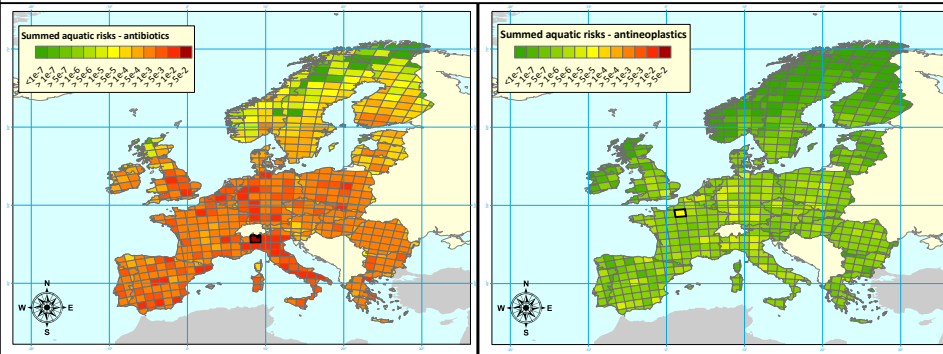 Summed aquatic risks - antibiotics
<1e-7 > 1e-7 > 5e-7 > 1e-6 > 5e-6 > 1e-5 > 5e-5 > 1e-4 > 5e-4 > 1e-3 > 5e-3 > 1e-2 > 5e-2
N
W E
S
Summed aquatic risks - antineoplastics
<1e-7 > 1e-7 > 5e-7 > 1e-6 > 5e-6 > 1e-5 > 5e-5 > 1e-4 > 5e-4 > 1e-3 > 5e-3 > 1e-2 > 5e-2
N
W E
S